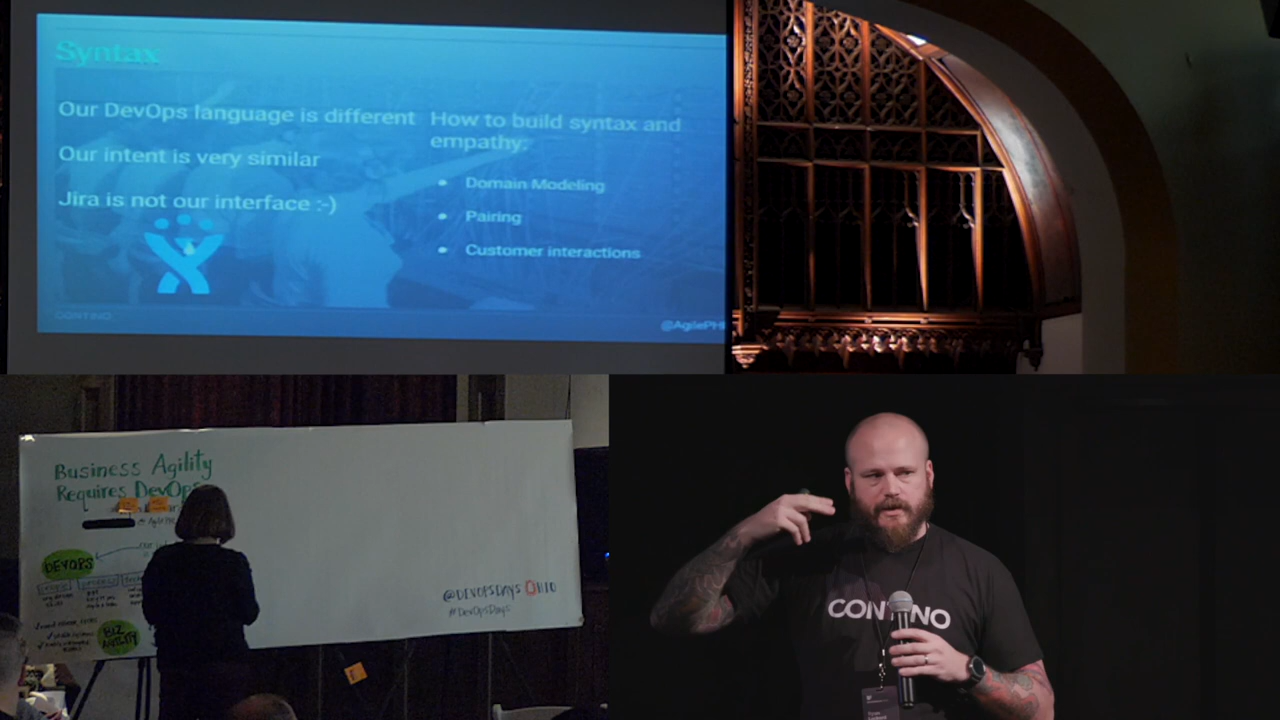 Syntax
Our DevOps language is different
Our intent is very similar
Jira is not our interface :-)
How to build syntax and
empathy:
Domain Modeling
Pairing
Customer interactions
CONTINO
Business Agility
Requires DevOps
DEVOPS
BIZ
AGILITY
@DEVOPSDAYS OHIO
#DevOpsDays
CONTINO